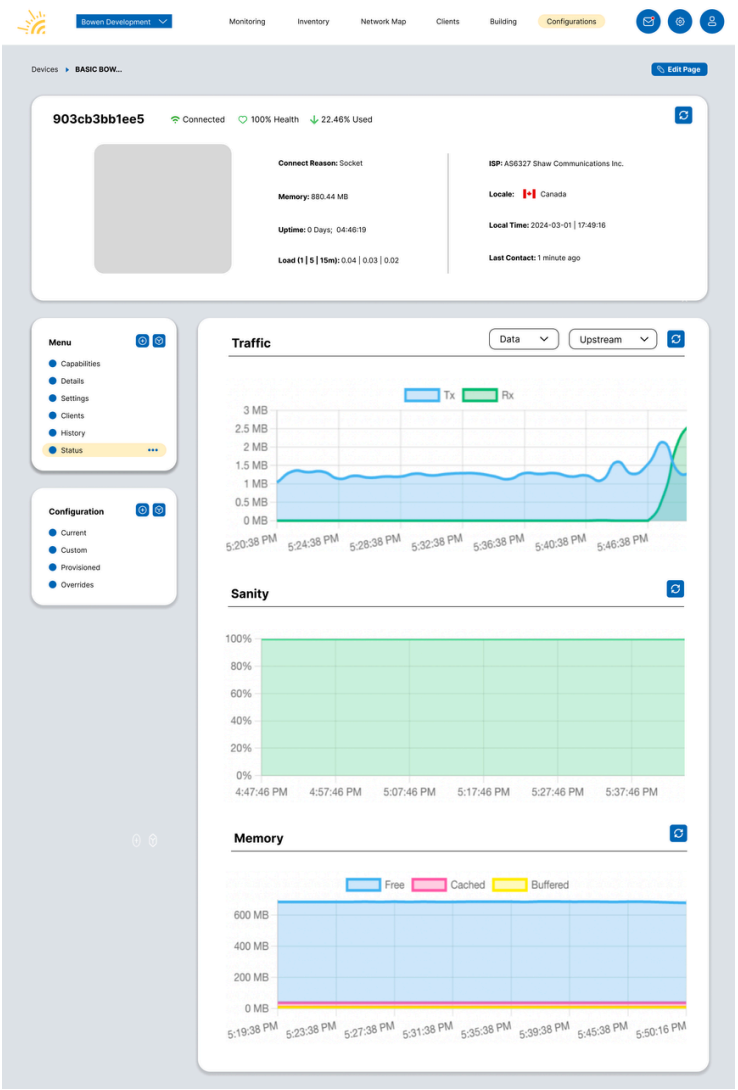 Bowen Development
Monitoring
Inventory
Network Map
Clients
Building
Configurations
Devices
BASIC BOW...
Edit Page
903cb3bb1ee5
Connected
100% Health
22.46% Used
Connect Reason: Socket
Memory: 880.44 MB
Uptime: 0 Days; 04:46:19
Load (1 | 5 | 15m): 0.04 | 0.03 | 0.02
ISP: AS6327 Shaw Communications Inc.
Locale: Canada
Local Time: 2024-03-01 | 17:49:16
Last Contact: 1 minute ago
Menu
Capabilities
Details
Settings
Clients
History
Status
Configuration
Current
Custom
Provisioned
Overrides
Traffic
Data
Upstream
Tx
Rx
3 MB
2.5 MB
2 MB
1.5 MB
1 MB
0.5 MB
0 MB
5:20:38 PM
5:24:38 PM
5:28:38 PM
5:32:38 PM
5:36:38 PM
5:40:38 PM
5:46:38 PM
Sanity
100%
80%
60%
40%
20%
0%
4:47:46 PM
4:57:46 PM
5:07:46 PM
5:17:46 PM
5:27:46 PM
5:37:46 PM
Memory
Free
Cached
Buffered
600 MB
400 MB
200 MB
0 MB
5:19:38 PM
5:23:38 PM
5:27:38 PM
5:31:38 PM
5:35:38 PM
5:39:38 PM
5:45:38 PM
5:50:16 PM